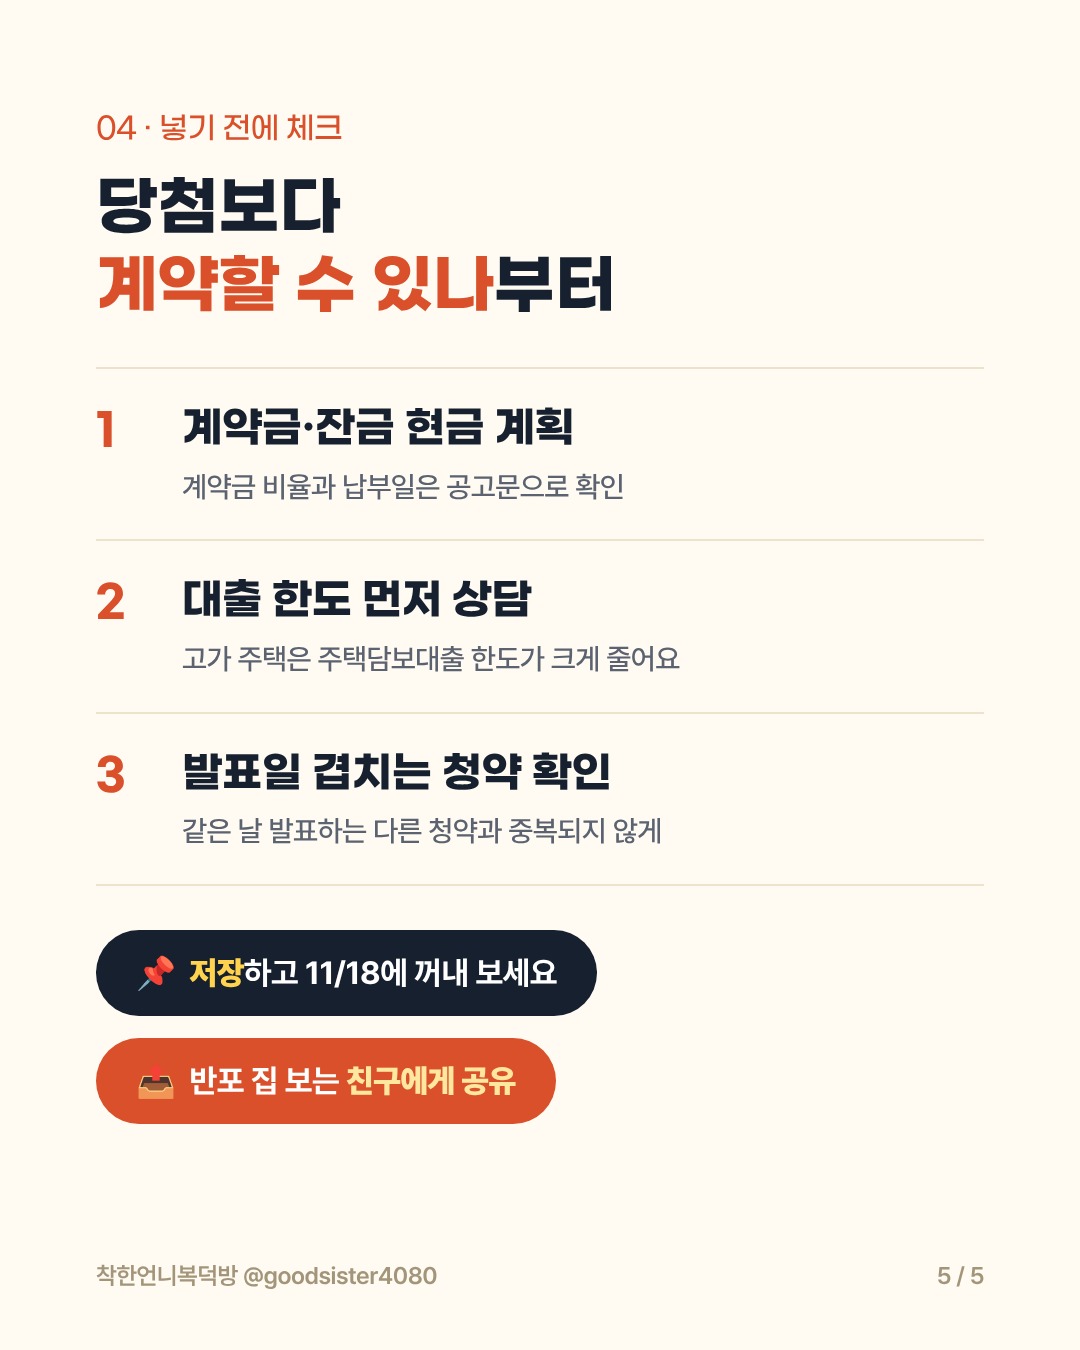 04 · 넣기 전에 체크
당첨보다
계약할 수 있나부터
1 계약금·잔금 현금 계획
계약금 비율과 납부일은 공고문으로 확인
2 대출 한도 먼저 상담
고가 주택은 주택담보대출 한도가 크게 줄어요
3 발표일 겹치는 청약 확인
같은 날 발표하는 다른 청약과 중복되지 않게
📌 저장하고 11/18에 꺼내 보세요
📤 반포 집 보는 친구에게 공유
착한언니복덕방 @goodsister4080
5 / 5